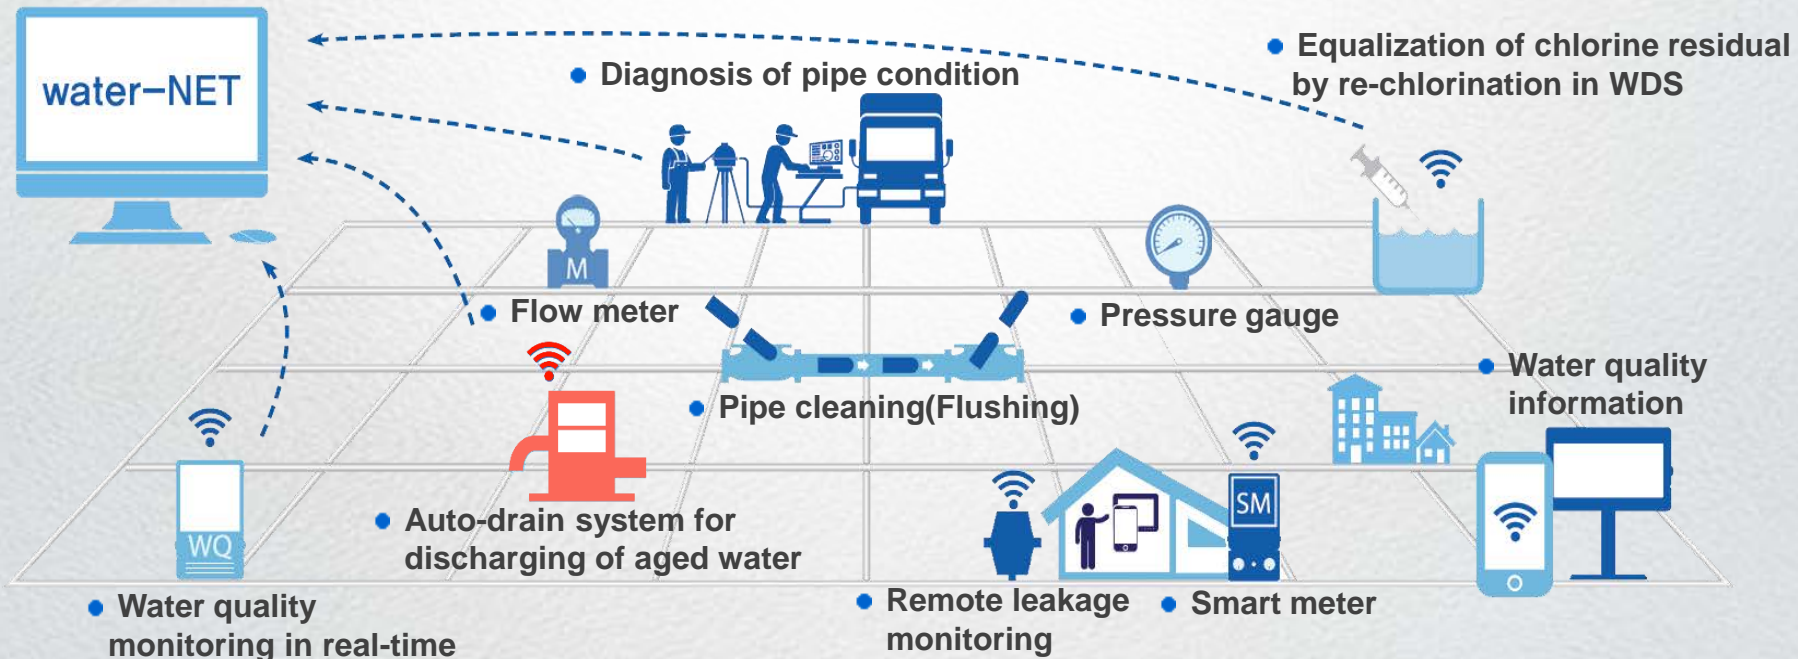 water-NET
• Equalization of chlorine residual
by re-chlorination in WDS
• Diagnosis of pipe condition
M
• Flow meter
• Pressure gauge
• Water quality
information
• Pipe cleaning(Flushing)
SM
WQ
• Auto-drain system for
discharging of aged water
• Water quality
monitoring in real-time
• Remote leakage
monitoring
• Smart meter